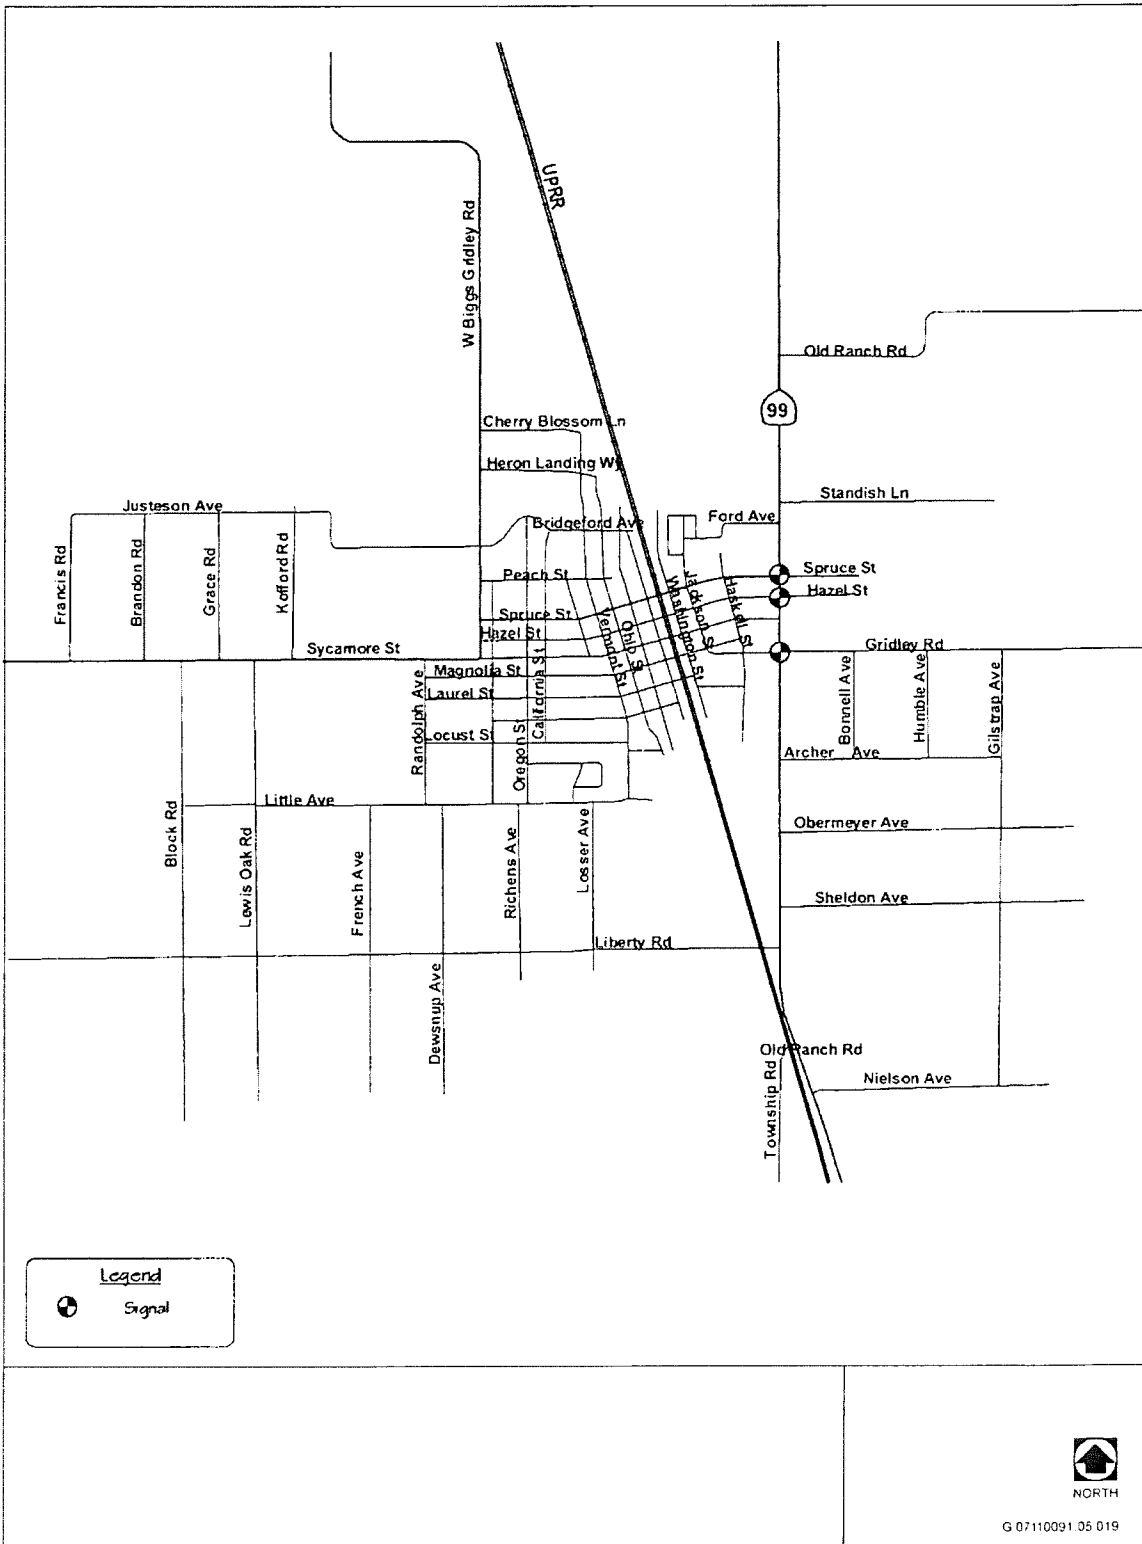 UPRR
W Biggs Gridley Rd
Old Ranch Rd
99
Cherry Blossom Ln
Heron Landing Wy
Standish Ln
Justeson Ave
Bridgeford Ave
Ford Ave
Francis Rd
Brandon Rd
Grace Rd
Kofford Rd
Peach St
Spruce St
Hazel St
Spruce St
Hazel St
Vermont St
Ohio St
Washington St
Jackson St
Haskell St
Sycamore St
Gridley Rd
Magnolia St
Laurel St
Locust St
Randolph Ave
Oregon St
California St
Bonnell Ave
Humble Ave
Gilstrap Ave
Archer Ave
Little Ave
Block Rd
Lewis Oak Rd
French Ave
Richens Ave
Losser Ave
Obermeyer Ave
Sheldon Ave
Liberty Rd
Dewsnup Ave
Old Ranch Rd
Township Rd
Nielson Ave
Legend
Signal
NORTH
G 07110091.05 019